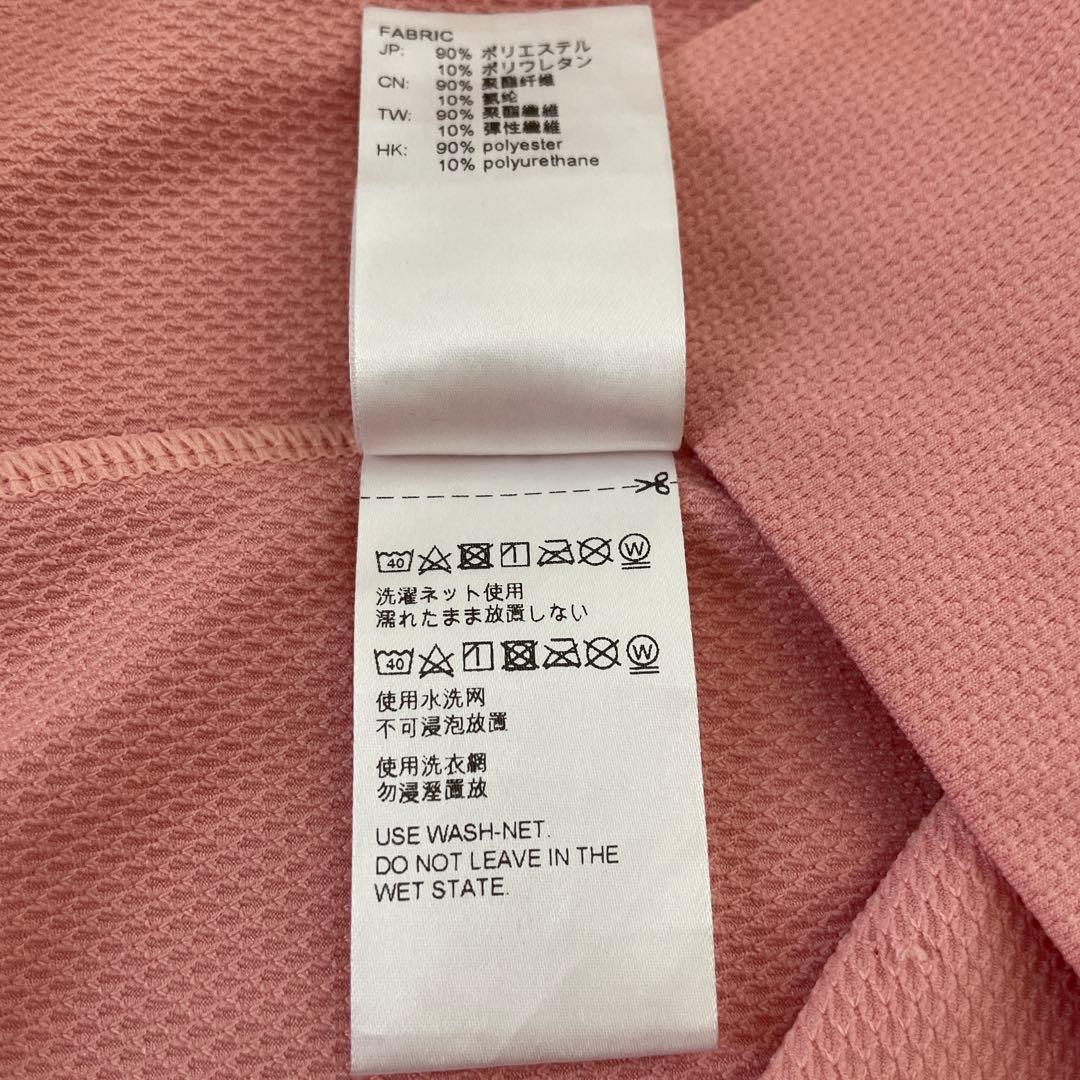 FABRIC
JP: 90% ポリエステル
10% ポリウレタン
CN: 90% 聚酯纤维
10% 氨纶
TW: 90% 聚酯纖維
10% 彈性纖維
HK: 90% polyester
10% polyurethane
40 W
洗濯ネット使用
濡れたまま放置しない
40 W
使用水洗网
不可浸泡放置
使用洗衣網
勿浸溼置放
USE WASH-NET.
DO NOT LEAVE IN THE
WET STATE.